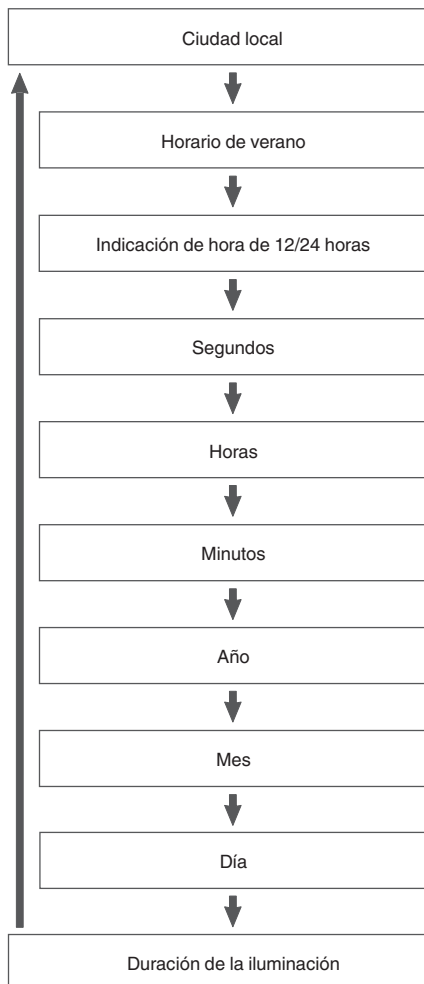 Ciudad local
Horario de verano
Indicación de hora de 12/24 horas
Segundos
Horas
Minutos
Año
Mes
Día
Duración de la iluminación